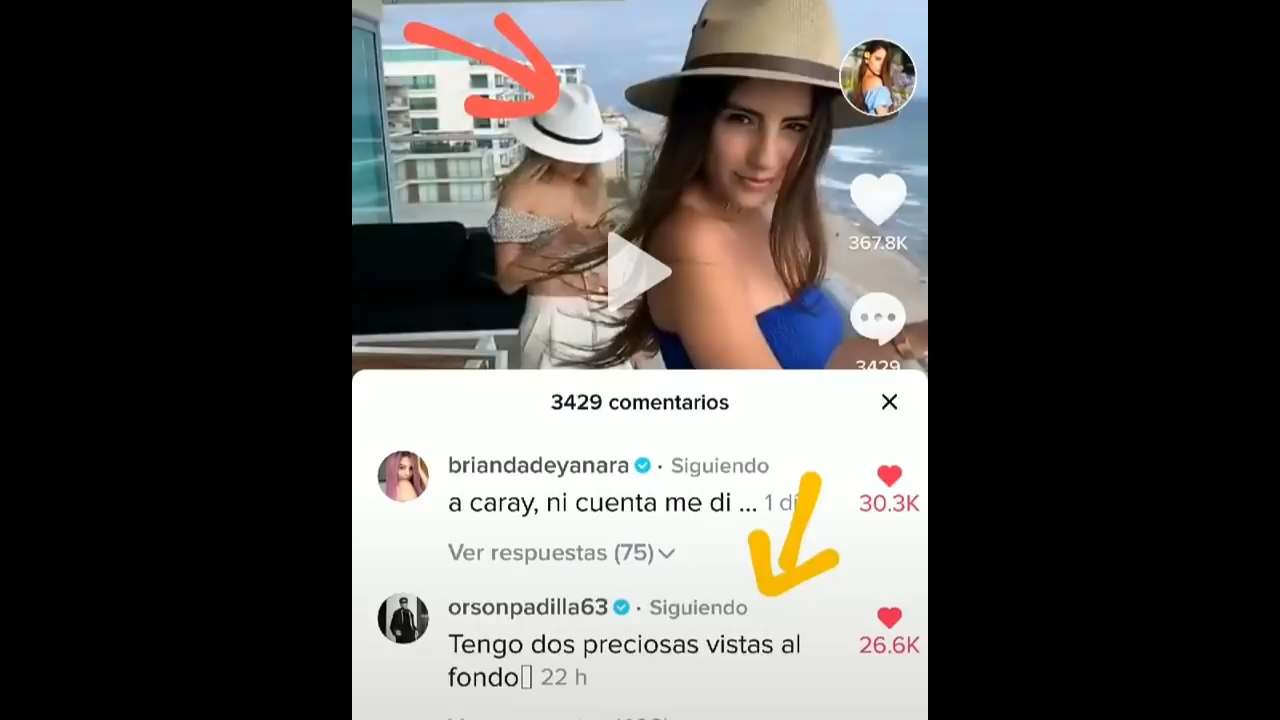 367.8K
3429
3429 comentarios
briandadeyanara · Siguiendo
a caray, ni cuenta me di ... 1 dí
30.3K
Ver respuestas (75)
orsonpadilla63 · Siguiendo
Tengo dos preciosas vistas al
26.6K
fondo 22 h